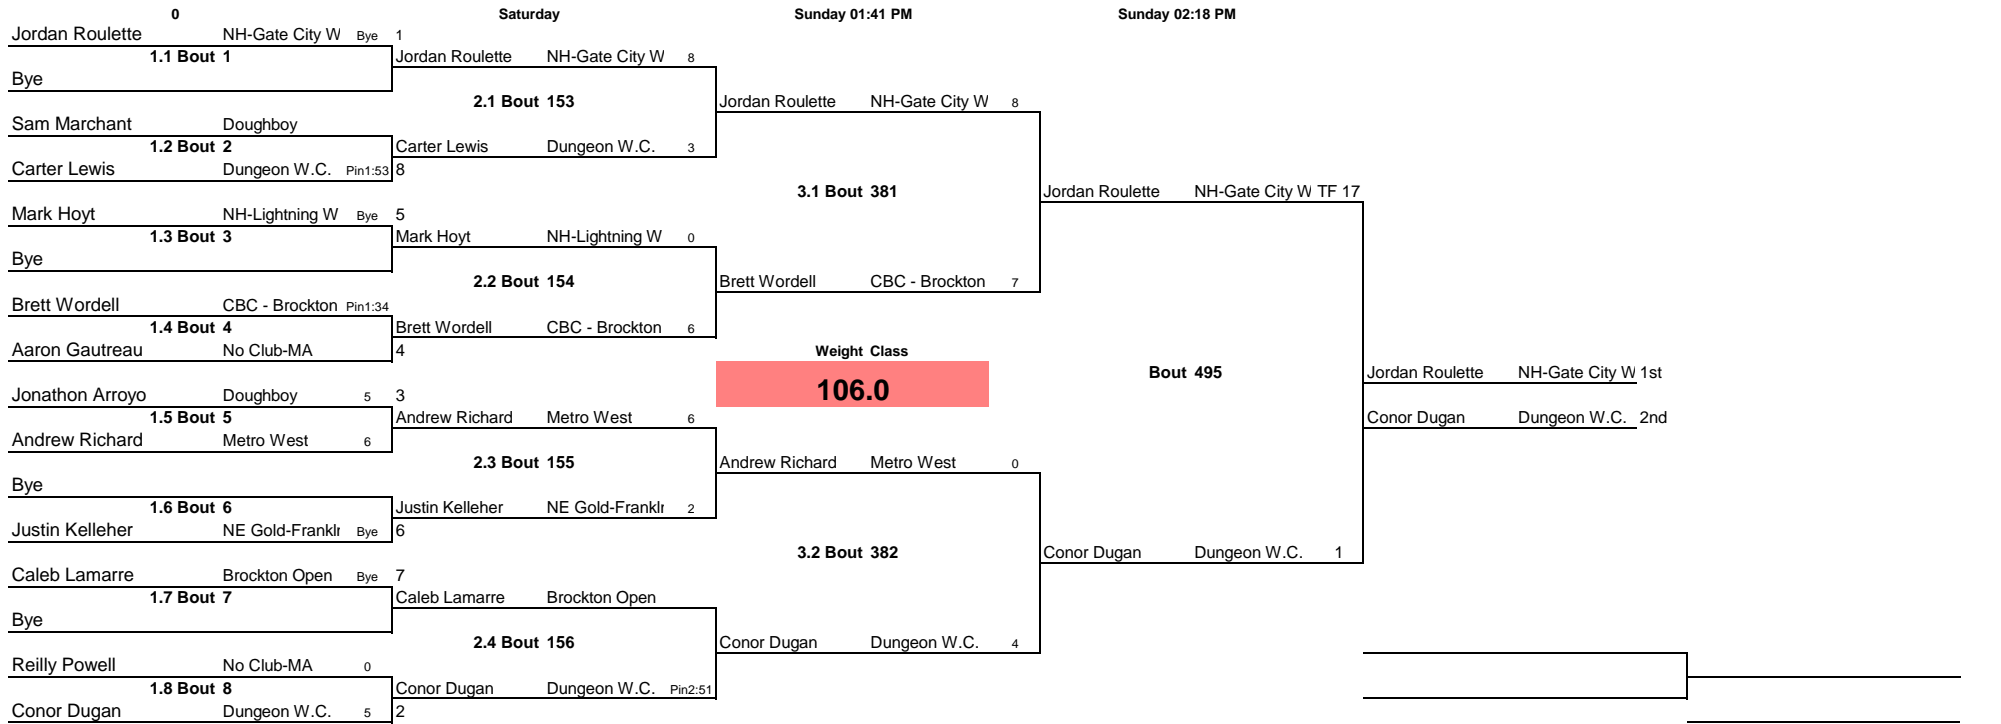 0 Saturday Sunday 01:41 PM Sunday 02:18 PM
Jordan Roulette NH-Gate City W Bye 1
1.1 Bout 1 Jordan Roulette NH-Gate City W 8
Bye
2.1 Bout 153 Jordan Roulette NH-Gate City W 8
Sam Marchant Doughboy
1.2 Bout 2 Carter Lewis Dungeon W.C. 3
Carter Lewis Dungeon W.C. Pin1:53 8
3.1 Bout 381 Jordan Roulette NH-Gate City W TF 17
Mark Hoyt NH-Lightning W Bye 5
1.3 Bout 3 Mark Hoyt NH-Lightning W 0
Bye
2.2 Bout 154 Brett Wordell CBC - Brockton 7
Brett Wordell CBC - Brockton Pin1:34
1.4 Bout 4 Brett Wordell CBC - Brockton 6
Aaron Gautreau No Club-MA 4 Weight Class
Bout 495 Jordan Roulette NH-Gate City W 1st
106.0
Jonathon Arroyo Doughboy 5 3
1.5 Bout 5 Andrew Richard Metro West 6 Conor Dugan Dungeon W.C. 2nd
Andrew Richard Metro West 6
2.3 Bout 155 Andrew Richard Metro West 0
Bye
1.6 Bout 6 Justin Kelleher NE Gold-Frankl 2
Justin Kelleher NE Gold-Frankl Bye 6
3.2 Bout 382 Conor Dugan Dungeon W.C. 1
Caleb Lamarre Brockton Open Bye 7
1.7 Bout 7 Caleb Lamarre Brockton Open
Bye
2.4 Bout 156 Conor Dugan Dungeon W.C. 4
Reilly Powell No Club-MA 0
1.8 Bout 8 Conor Dugan Dungeon W.C. Pin2:51
Conor Dugan Dungeon W.C. 5 2